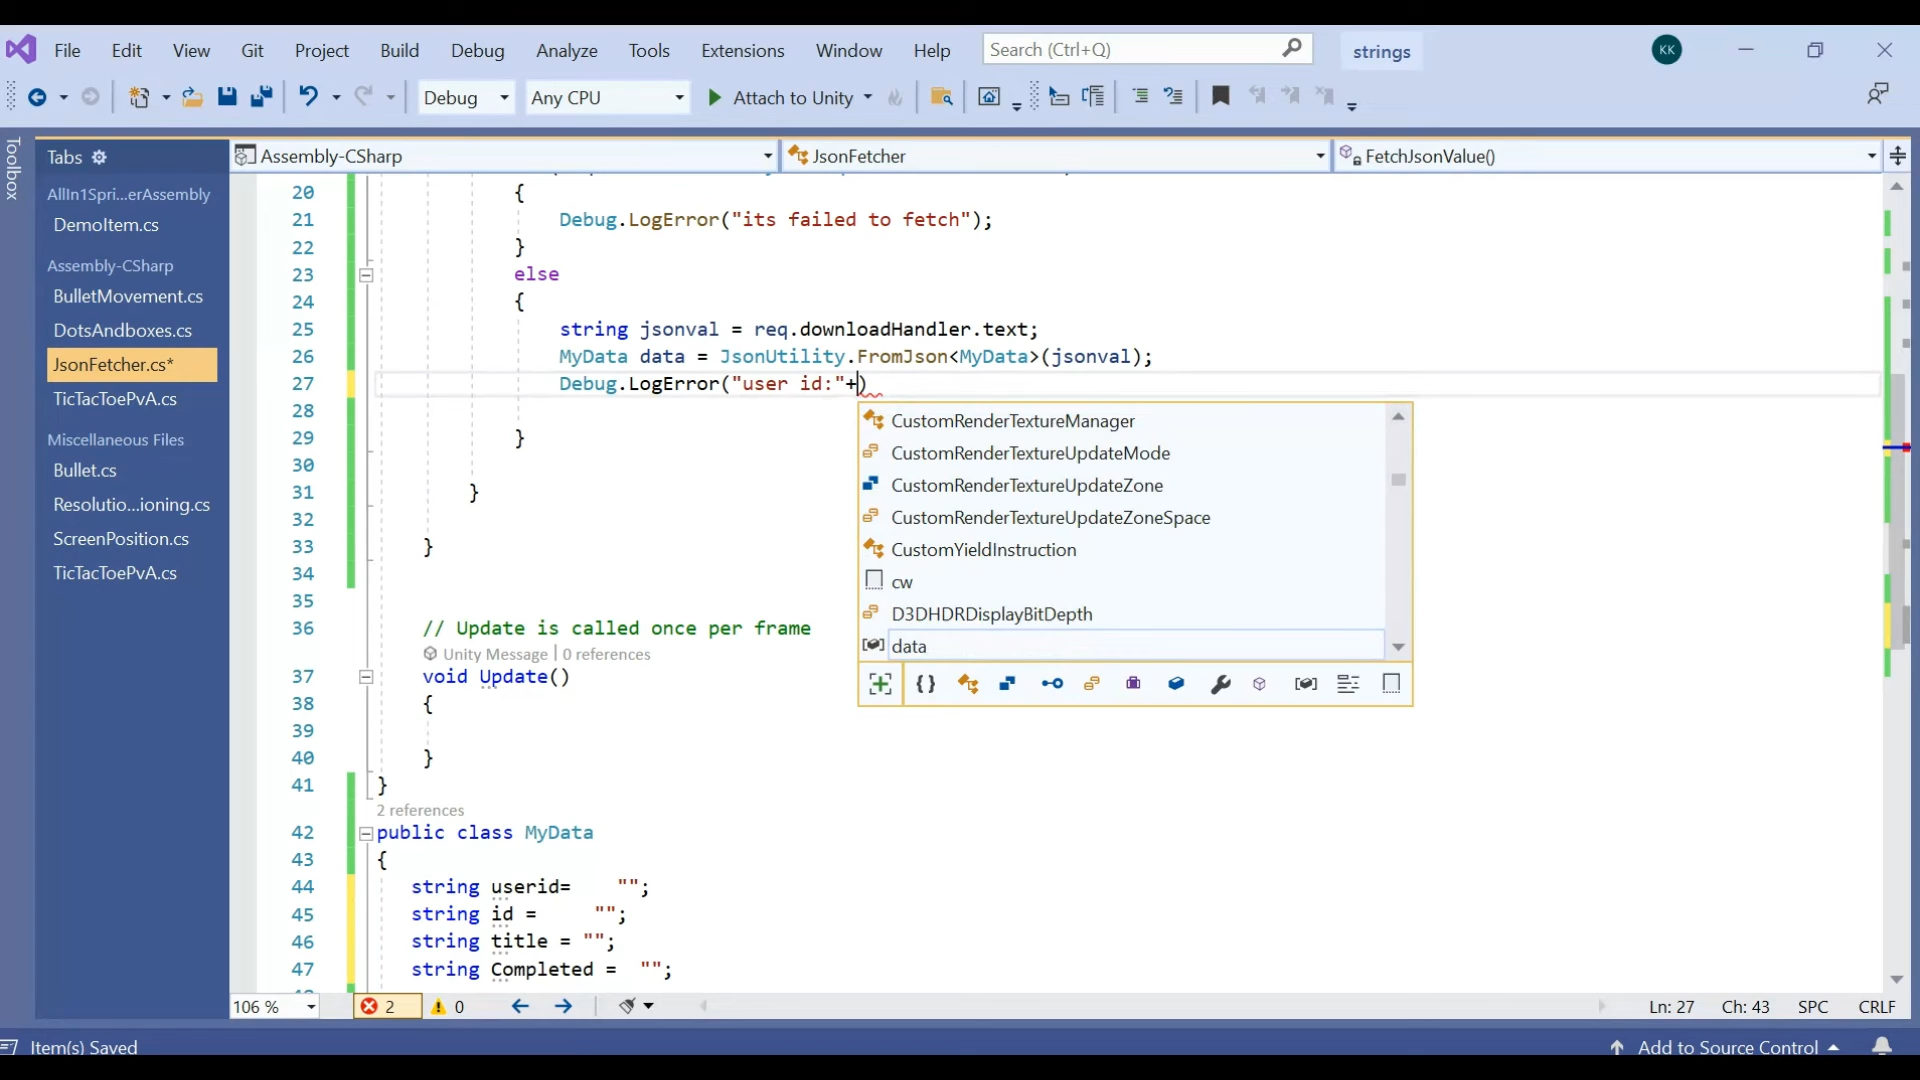 File Edit View Git Project Build Debug Analyze Tools Extensions Window Help Search (Ctrl+Q) strings KK
Debug Any CPU Attach to Unity
Toolbox
Tabs
AllIn1Spri...erAssembly
DemoItem.cs
Assembly-CSharp
BulletMovement.cs
DotsAndboxes.cs
JsonFetcher.cs*
TicTacToePvA.cs
Miscellaneous Files
Bullet.cs
Resolutio...ioning.cs
ScreenPosition.cs
TicTacToePvA.cs
Assembly-CSharp JsonFetcher FetchJsonValue()
20 {
21 Debug.LogError("its failed to fetch");
22 }
23 else
24 {
25 string jsonval = req.downloadHandler.text;
26 MyData data = JsonUtility.FromJson<MyData>(jsonval);
27 Debug.LogError("user id:"+)
28
29 }
30
31 }
32
33 }
34
35
36 // Update is called once per frame
Unity Message | 0 references
37 void Update()
38 {
39
40 }
41 }
2 references
42 public class MyData
43 {
44 string userid= "";
45 string id = "";
46 string title = "";
47 string Completed = "";
CustomRenderTextureManager
CustomRenderTextureUpdateMode
CustomRenderTextureUpdateZone
CustomRenderTextureUpdateZoneSpace
CustomYieldInstruction
cw
D3DHDRDisplayBitDepth
data
106 % 2 0 Ln: 27 Ch: 43 SPC CRLF
Item(s) Saved Add to Source Control